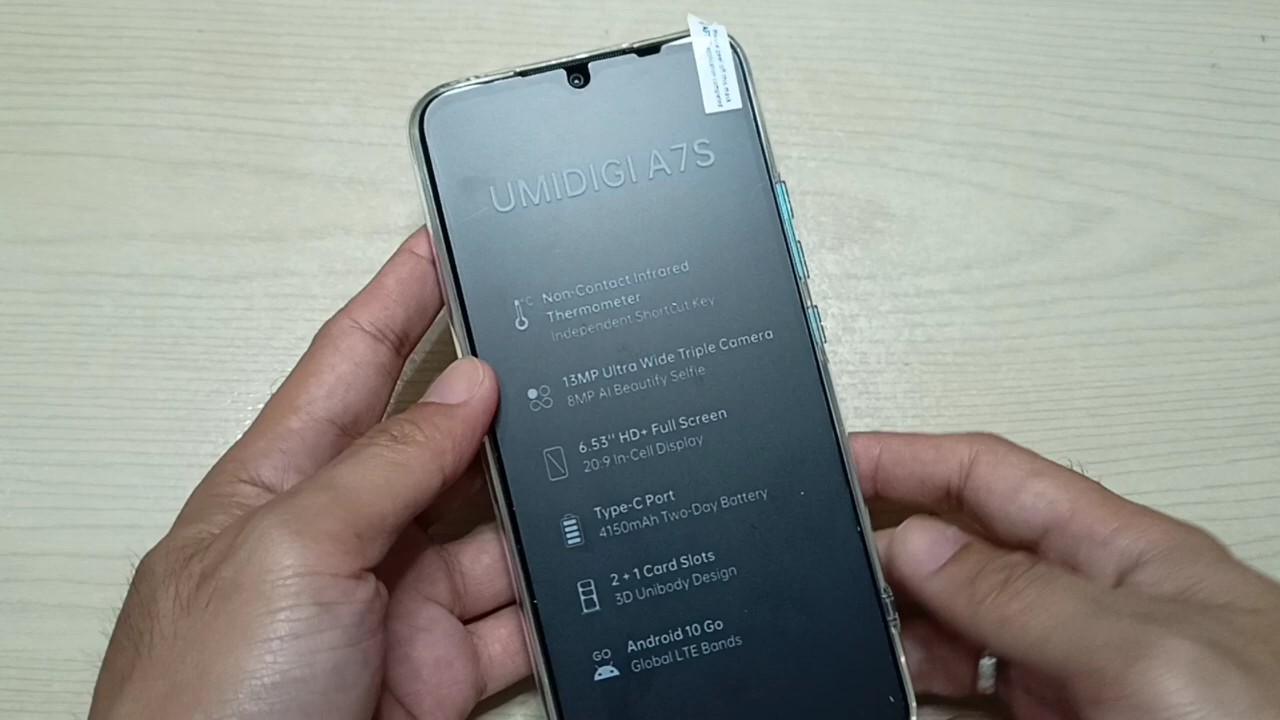 UMIDIGI A7S
°C
Non-Contact Infrared
Thermometer
Independent Shortcut Key
13MP Ultra Wide Triple Camera
8MP AI Beautify Selfie
6.53'' HD+ Full Screen
20:9 In-Cell Display
Type-C Port
4150mAh Two-Day Battery
2 + 1 Card Slots
3D Unibody Design
GO
Android 10 Go
Global LTE Bands